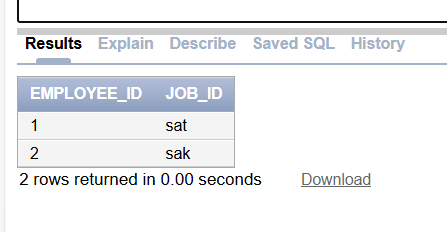 Results Explain Describe Saved SQL History
EMPLOYEE_ID JOB_ID
1 sat
2 sak
2 rows returned in 0.00 seconds Download